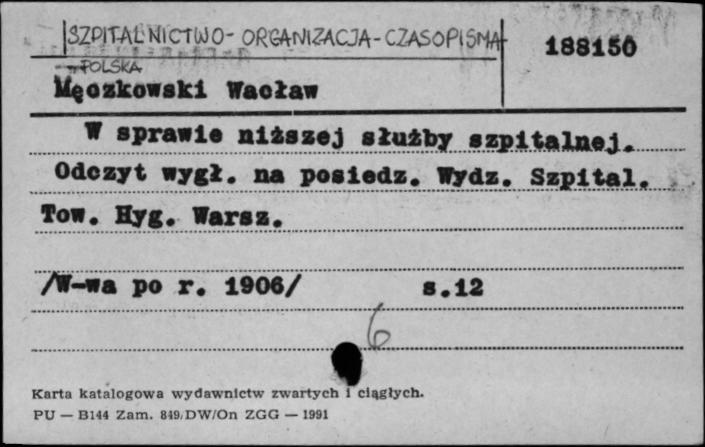 SZPITALNICTWO - ORGANIZACJA - CZASOPISMA
- POLSKA
188150
Męczkowski Wacław
W sprawie niższej służby szpitalnej.
Odczyt wygł. na posiedz. Wydz. Szpital.
Tow. Hyg. Warsz.
/W-wa po r. 1906/ s.12
6
Karta katalogowa wydawnictw zwartych i ciągłych.
PU — B144 Zam. 849/DW/On ZGG — 1991